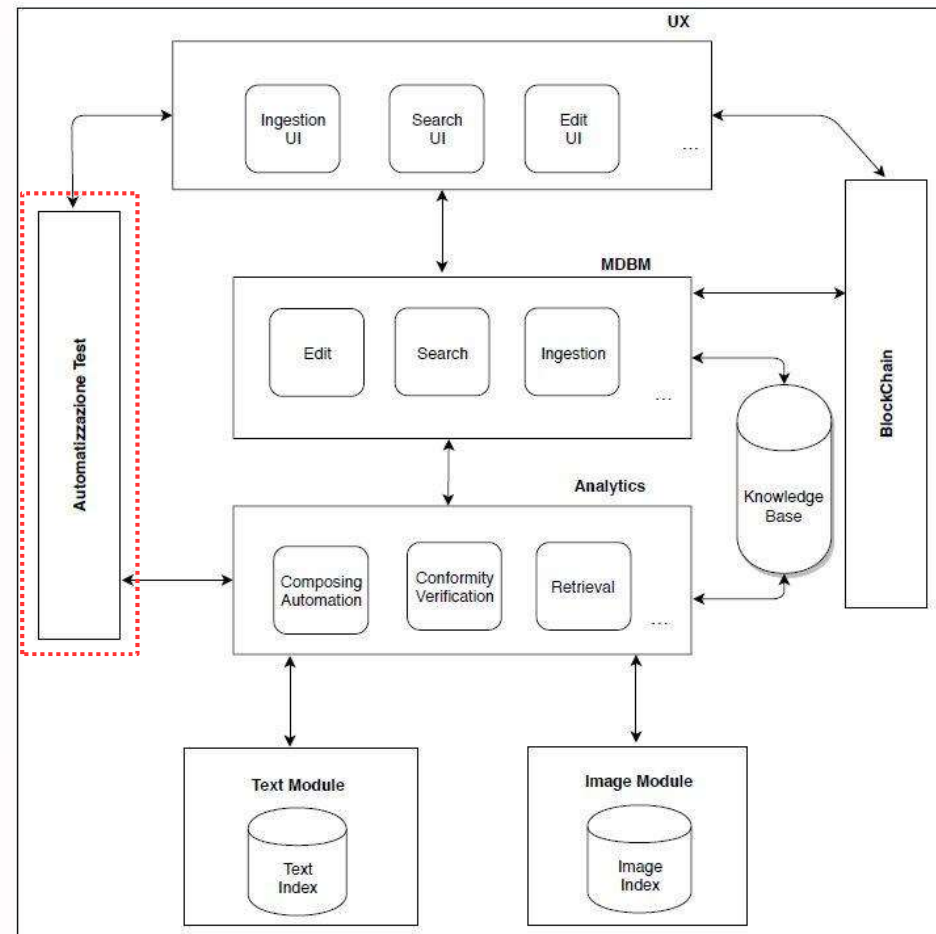 UX
Ingestion
UI
Search
UI
Edit
UI
...
Automatizzazione Test
MDBM
Edit
Search
Ingestion
...
BlockChain
Knowledge
Base
Analytics
Composing
Automation
Conformity
Verification
Retrieval
...
Text Module
Text
Index
Image Module
Image
Index